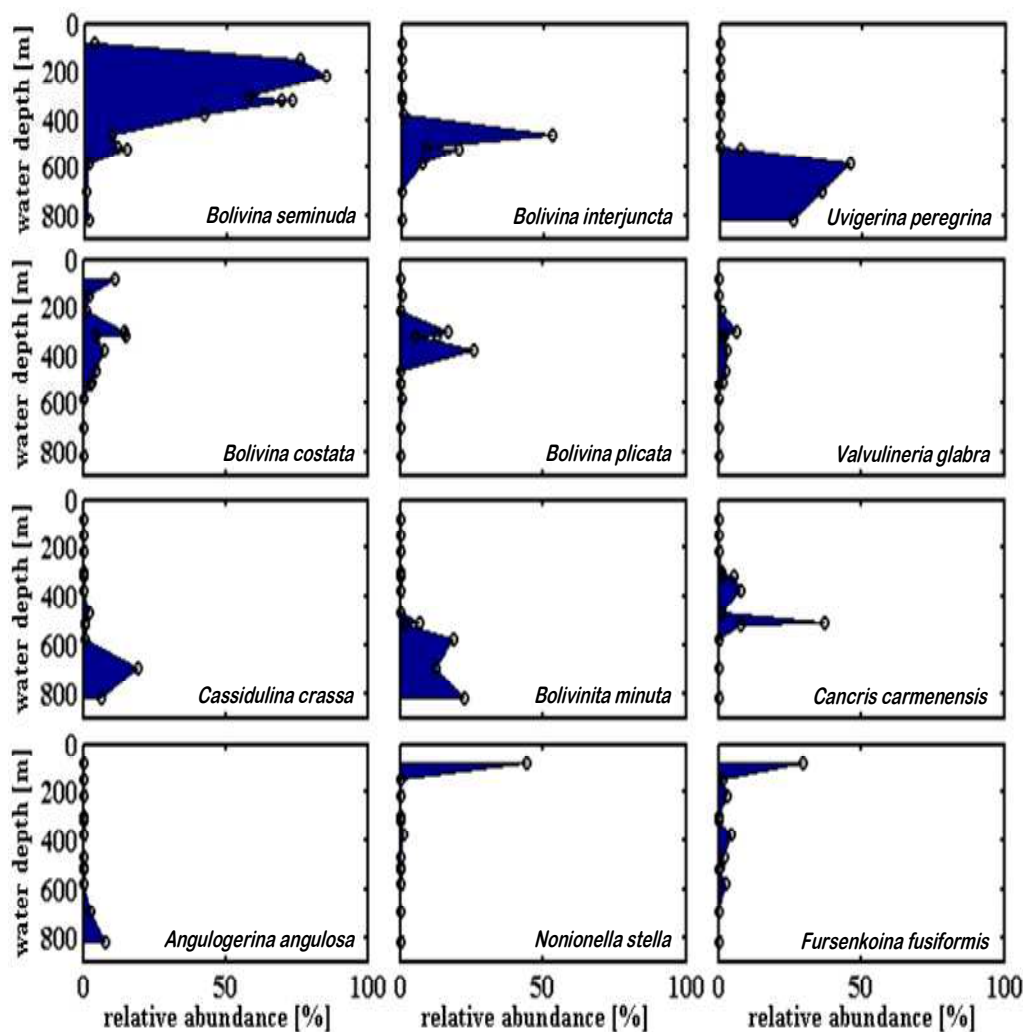 0
200
400
600
800
water depth [m]
Bolivina seminuda
Bolivina interjuncta
Uvigerina peregrina
0
200
400
600
800
water depth [m]
Bolivina costata
Bolivina plicata
Valvulineria glabra
0
200
400
600
800
water depth [m]
Cassidulina crassa
Bolivinita minuta
Cancris carmenensis
0
200
400
600
800
water depth [m]
Angulogerina angulosa
Nonionella stella
Fursenkoina fusiformis
0 50 100
0 50 100
0 50 100
relative abundance [%]
relative abundance [%]
relative abundance [%]